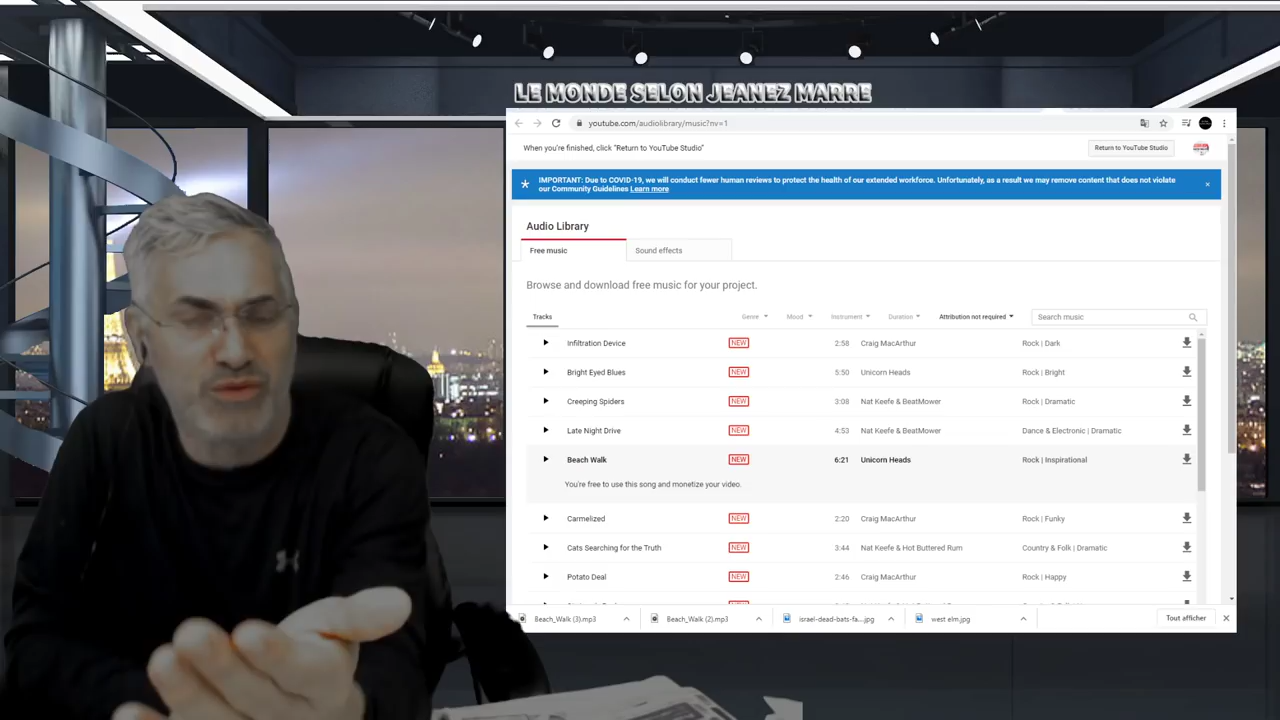 LE MONDE SELON JEANEZ MARRE
youtube.com/audiolibrary/music?nv=1
When you're finished, click "Return to YouTube Studio"
Return to YouTube Studio
IMPORTANT: Due to COVID-19, we will conduct fewer human reviews to protect the health of our extended workforce. Unfortunately, as a result we may remove content that does not violate
our Community Guidelines Learn more
Audio Library
Free music
Sound effects
Browse and download free music for your project.
Tracks Genre Mood Instrument Duration Attribution not required Search music
Infiltration Device NEW 2:58 Craig MacArthur Rock | Dark
Bright Eyed Blues NEW 5:50 Unicorn Heads Rock | Bright
Creeping Spiders NEW 3:08 Nat Keefe & BeatMower Rock | Dramatic
Late Night Drive NEW 4:53 Nat Keefe & BeatMower Dance & Electronic | Dramatic
Beach Walk NEW 6:21 Unicorn Heads Rock | Inspirational
You're free to use this song and monetize your video.
Carmelized NEW 2:20 Craig MacArthur Rock | Funky
Cats Searching for the Truth NEW 3:44 Nat Keefe & Hot Buttered Rum Country & Folk | Dramatic
Potato Deal NEW 2:46 Craig MacArthur Rock | Happy
Beach_Walk (3).mp3 Beach_Walk (2).mp3 israel-dead-bats-fa....jpg west elm.jpg Tout afficher